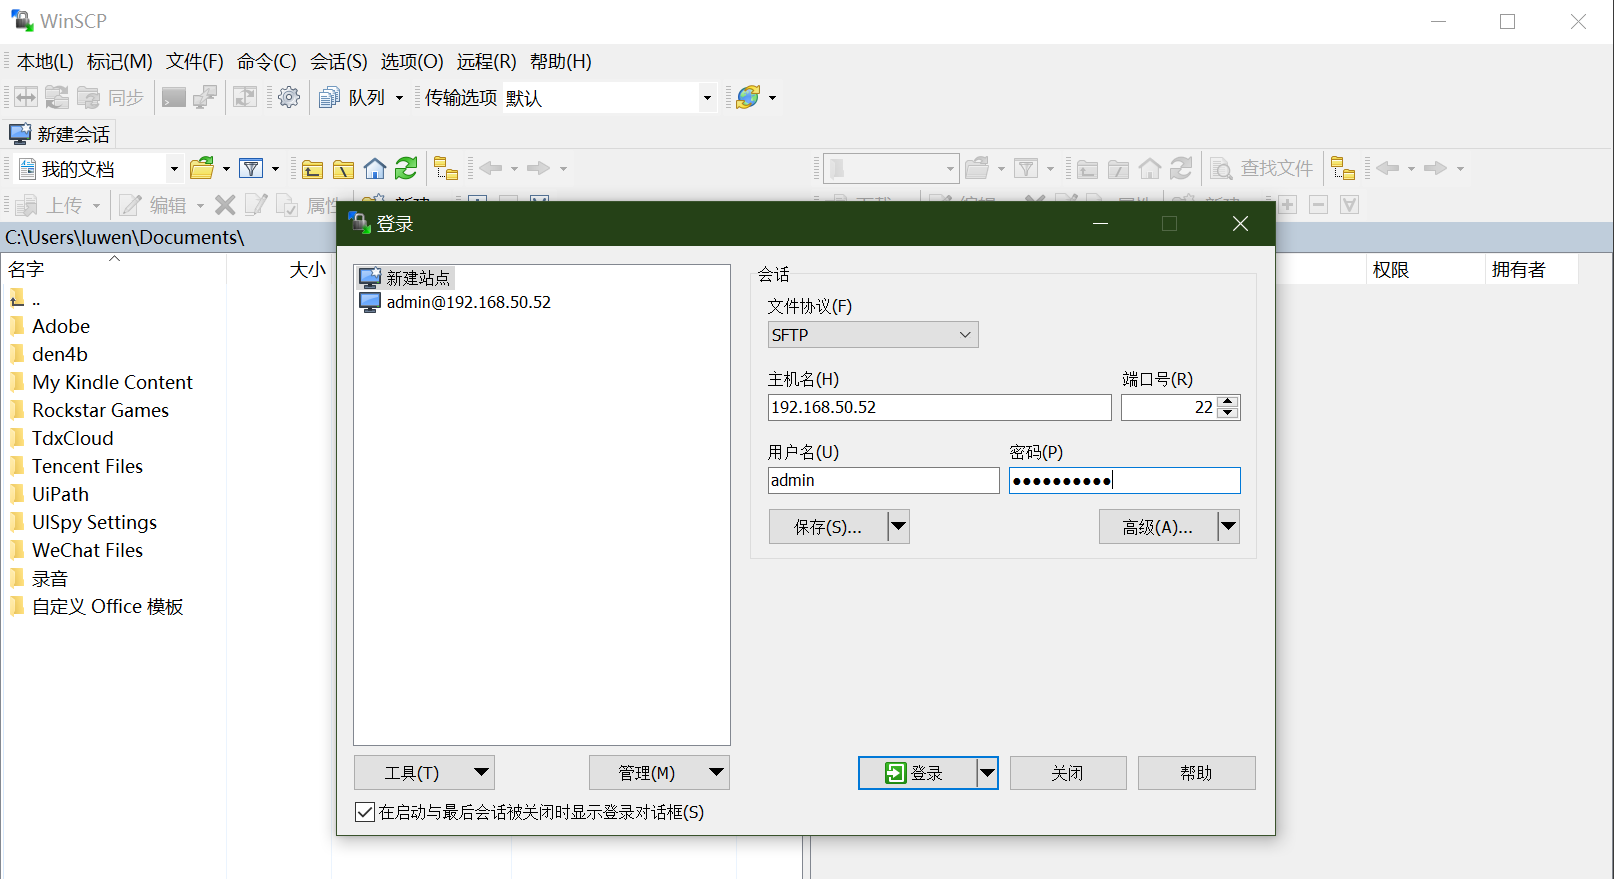 WinSCP
本地(L) 标记(M) 文件(F) 命令(C) 会话(S) 选项(O) 远程(R) 帮助(H)
同步 队列 传输选项 默认
新建会话
我的文档 查找文件
上传 编辑 属性
C:\Users\luwen\Documents\
名字 大小 权限 拥有者
..
Adobe
den4b
My Kindle Content
Rockstar Games
TdxCloud
Tencent Files
UiPath
UISpy Settings
WeChat Files
录音
自定义 Office 模板
登录
新建站点
admin@192.168.50.52
会话
文件协议(F)
SFTP
主机名(H) 端口号(R)
192.168.50.52 22
用户名(U) 密码(P)
admin ●●●●●●●●●●
保存(S)... 高级(A)...
工具(T) 管理(M) 登录 关闭 帮助
在启动与最后会话被关闭时显示登录对话框(S)